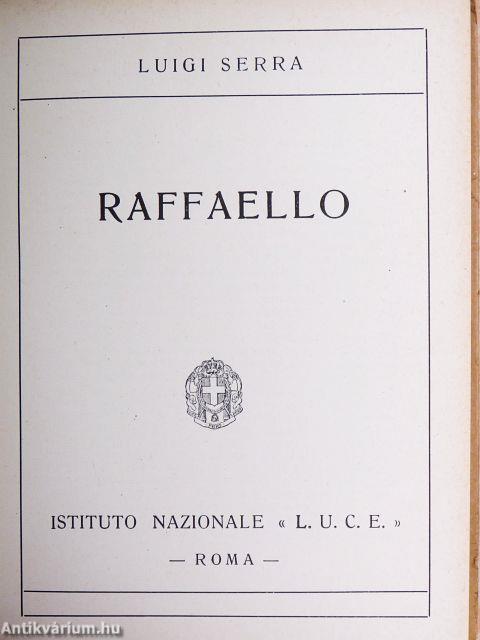 LUIGI SERRA
RAFFAELLO
ISTITUTO NAZIONALE « L. U. C. E. »
— ROMA —
Antikvárium.hu